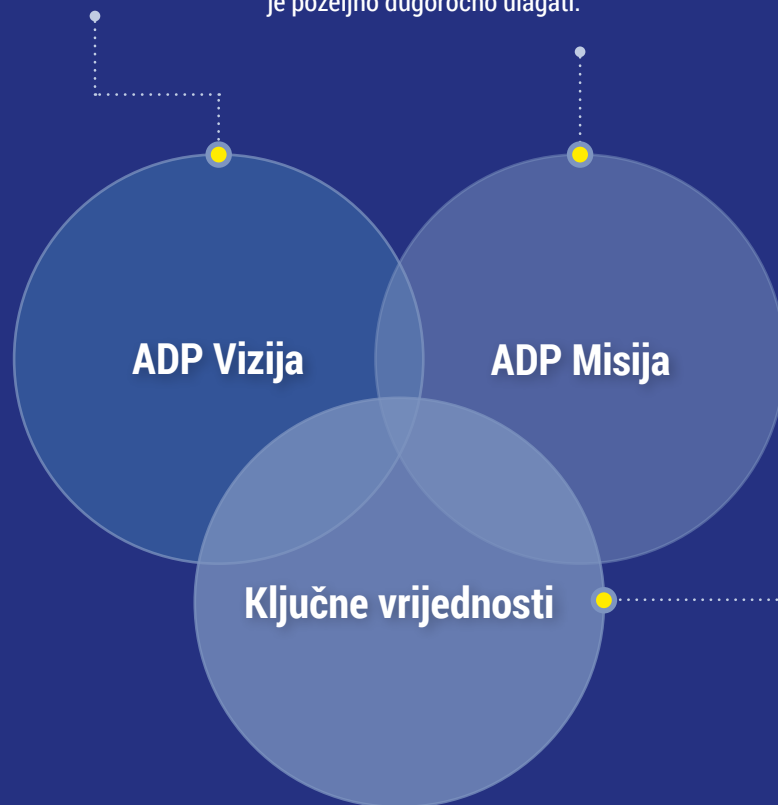 je poželjno dugoročno ulagati.
ADP Vizija
ADP Misija
Ključne vrijednosti